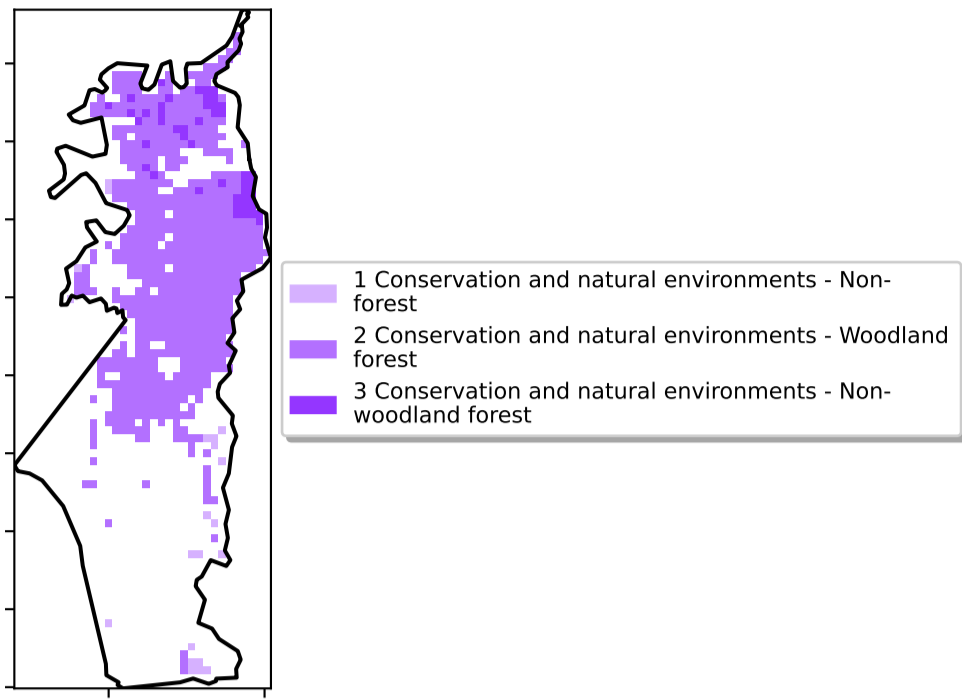 1 Conservation and natural environments - Non-
forest
2 Conservation and natural environments - Woodland
forest
3 Conservation and natural environments - Non-
woodland forest